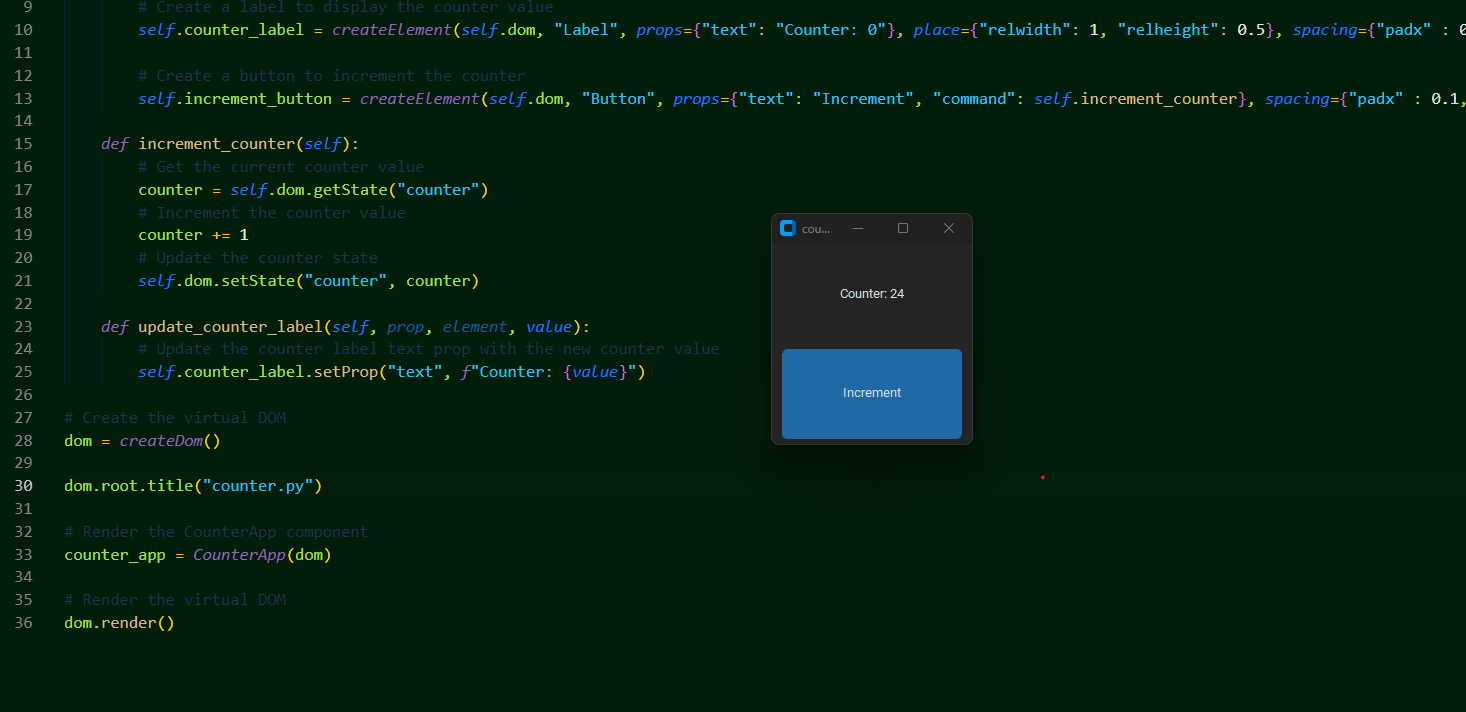 9 # Create a label to display the counter value
10 self.counter_label = createElement(self.dom, "Label", props={"text": "Counter: 0"}, place={"relwidth": 1, "relheight": 0.5}, spacing={"padx" : 0
11
12 # Create a button to increment the counter
13 self.increment_button = createElement(self.dom, "Button", props={"text": "Increment", "command": self.increment_counter}, spacing={"padx" : 0.1,
14
15 def increment_counter(self):
16 # Get the current counter value
17 counter = self.dom.getState("counter")
18 # Increment the counter value
19 counter += 1
20 # Update the counter state
21 self.dom.setState("counter", counter)
22
23 def update_counter_label(self, prop, element, value):
24 # Update the counter label text prop with the new counter value
25 self.counter_label.setProp("text", f"Counter: {value}")
26
27 # Create the virtual DOM
28 dom = createDom()
29
30 dom.root.title("counter.py")
31
32 # Render the CounterApp component
33 counter_app = CounterApp(dom)
34
35 # Render the virtual DOM
36 dom.render()
cou...
Counter: 24
Increment